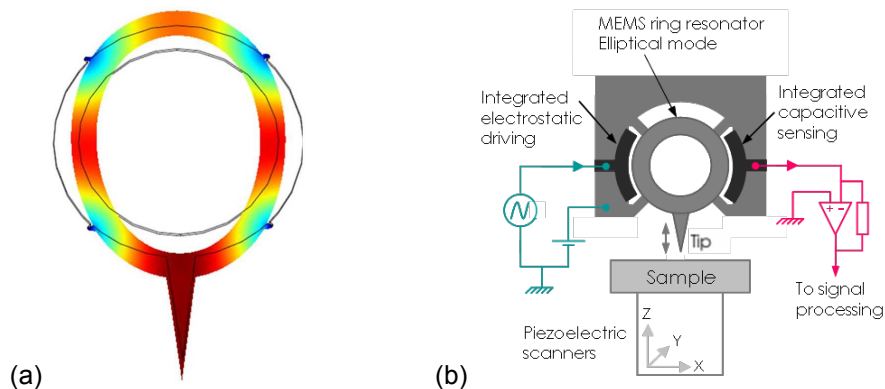 MEMS ring resonator
Elliptical mode
Integrated
electrostatic
driving
Integrated
capacitive
sensing
+ -
Tip
Sample
To signal
processing
Piezoelectric
scanners
Z
Y
X
(a)
(b)